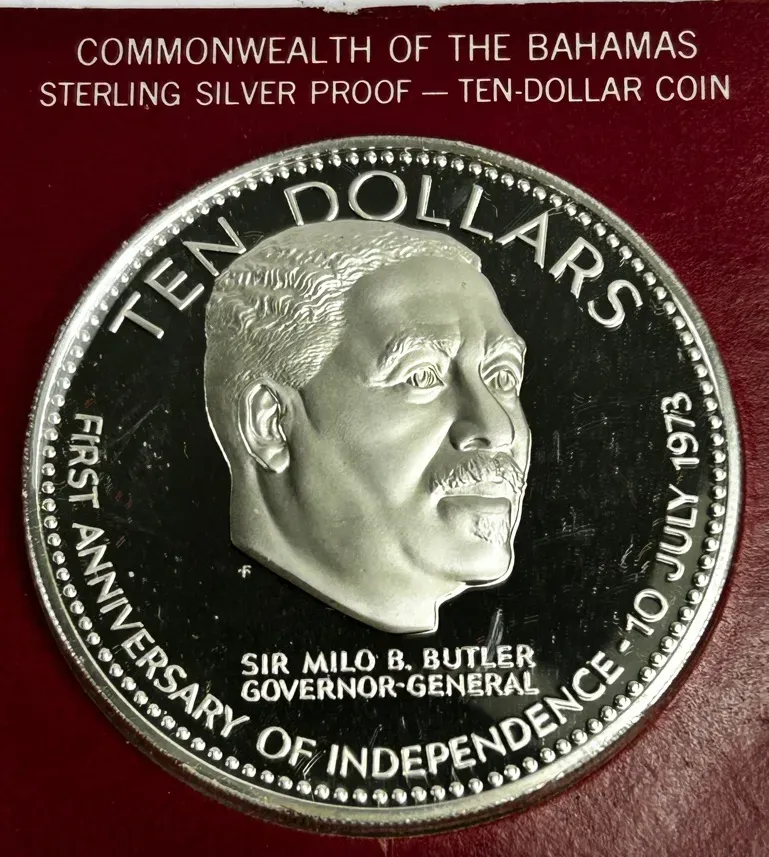 COMMONWEALTH OF THE BAHAMAS
STERLING SILVER PROOF — TEN-DOLLAR COIN
TEN DOLLARS
SIR MILO B. BUTLER
GOVERNOR-GENERAL
FIRST ANNIVERSARY OF INDEPENDENCE - 10 JULY 1973